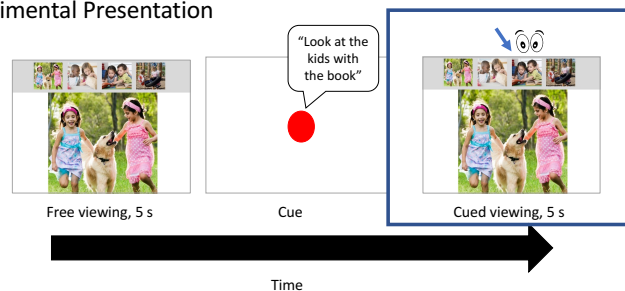 imental Presentation
“Look at the
kids with
the book”
Free viewing, 5 s
Cue
Cued viewing, 5 s
Time